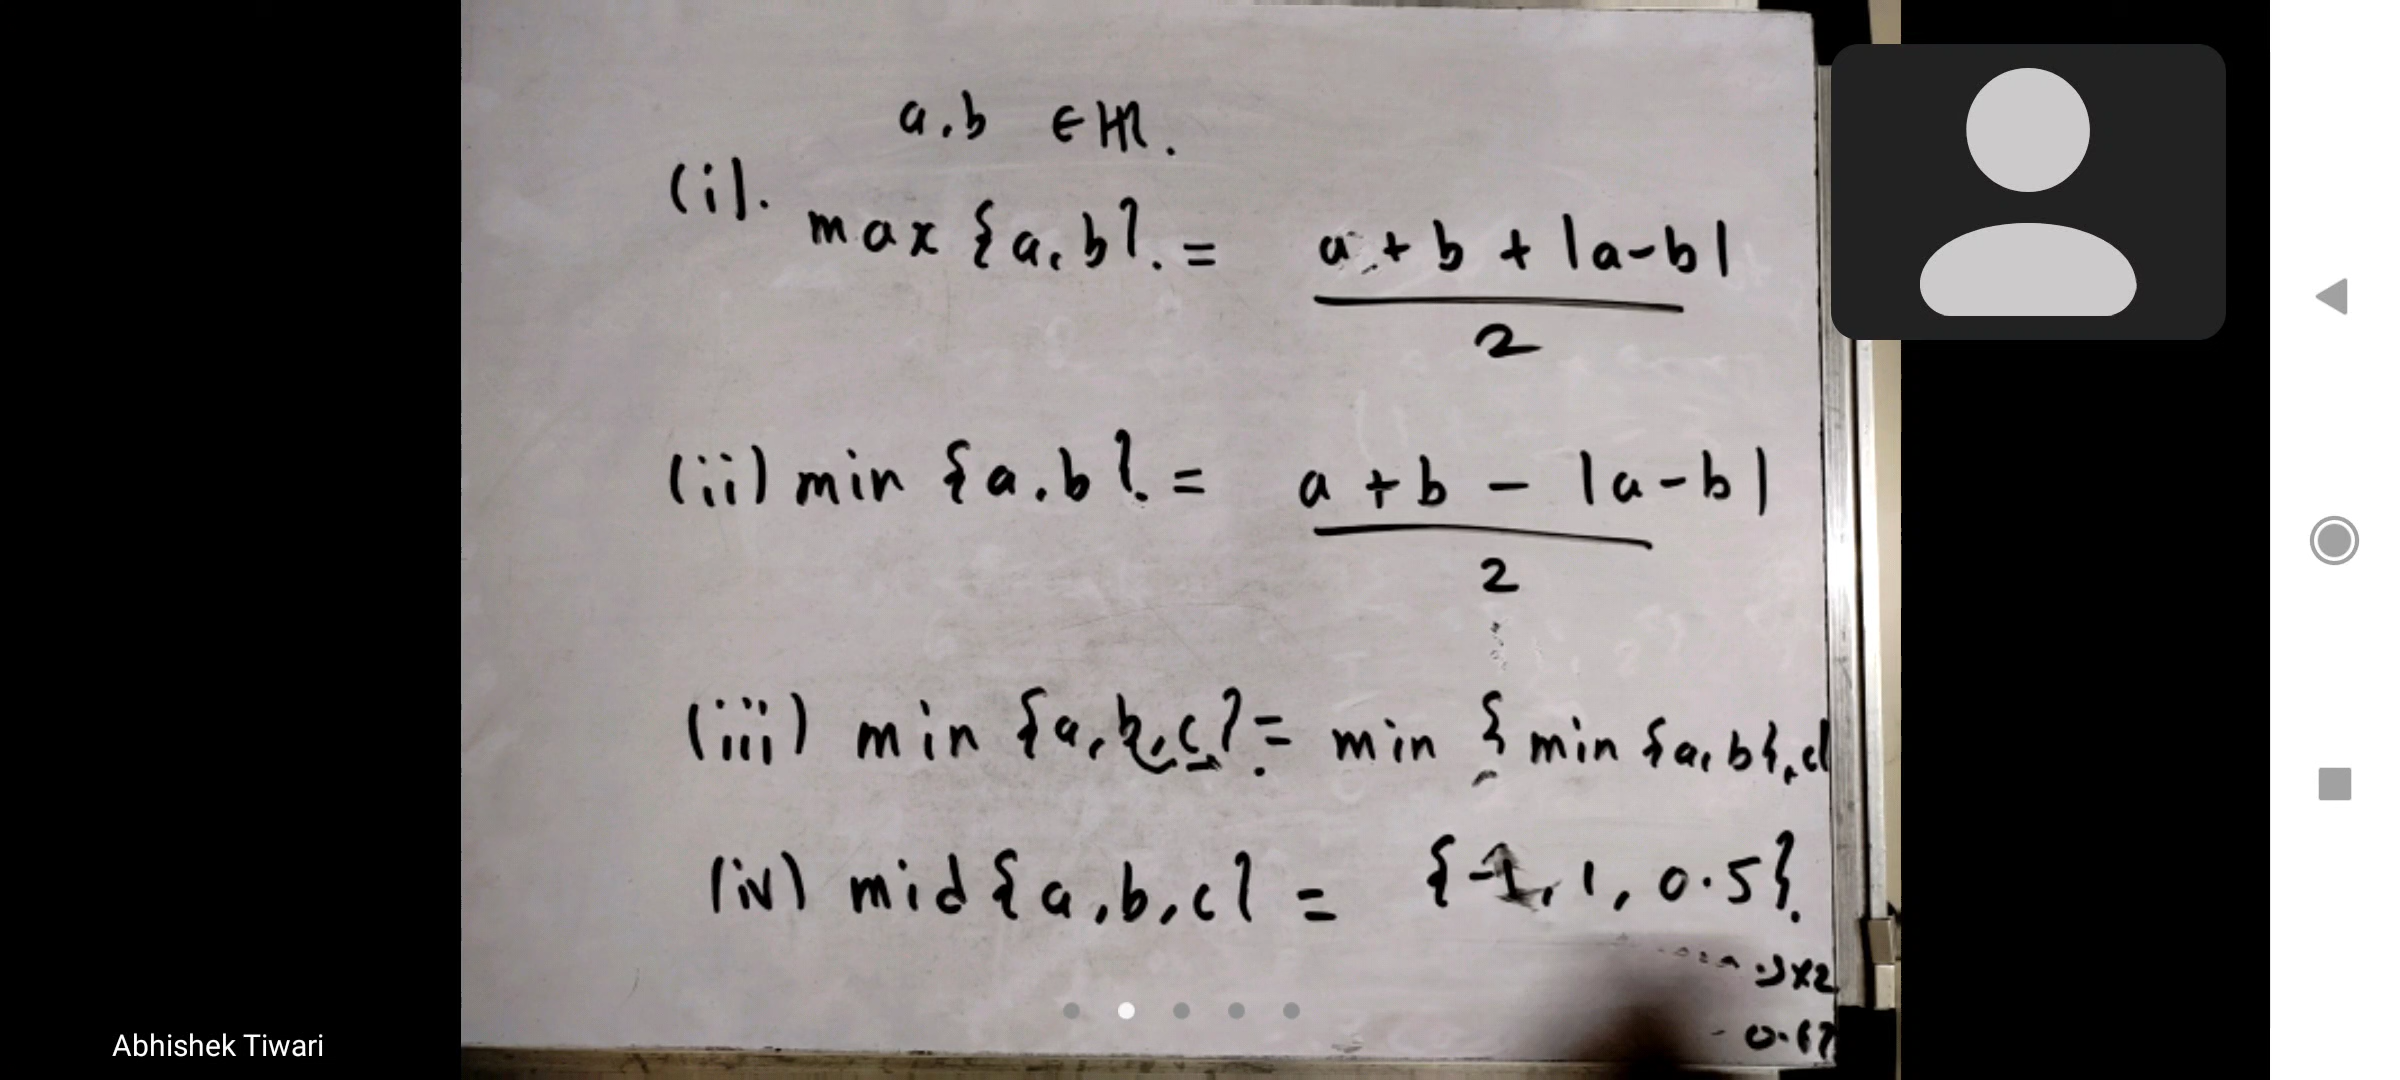 a, b ∈ ℝ.
(i). max {a, b}. = a + b + |a-b|
2
(ii) min {a, b}. = a + b - |a-b|
2
(iii) min {a, b, c}. = min { min {a, b}, c
(iv) mid {a, b, c} = {-1, 1, 0.5}.
Abhishek Tiwari